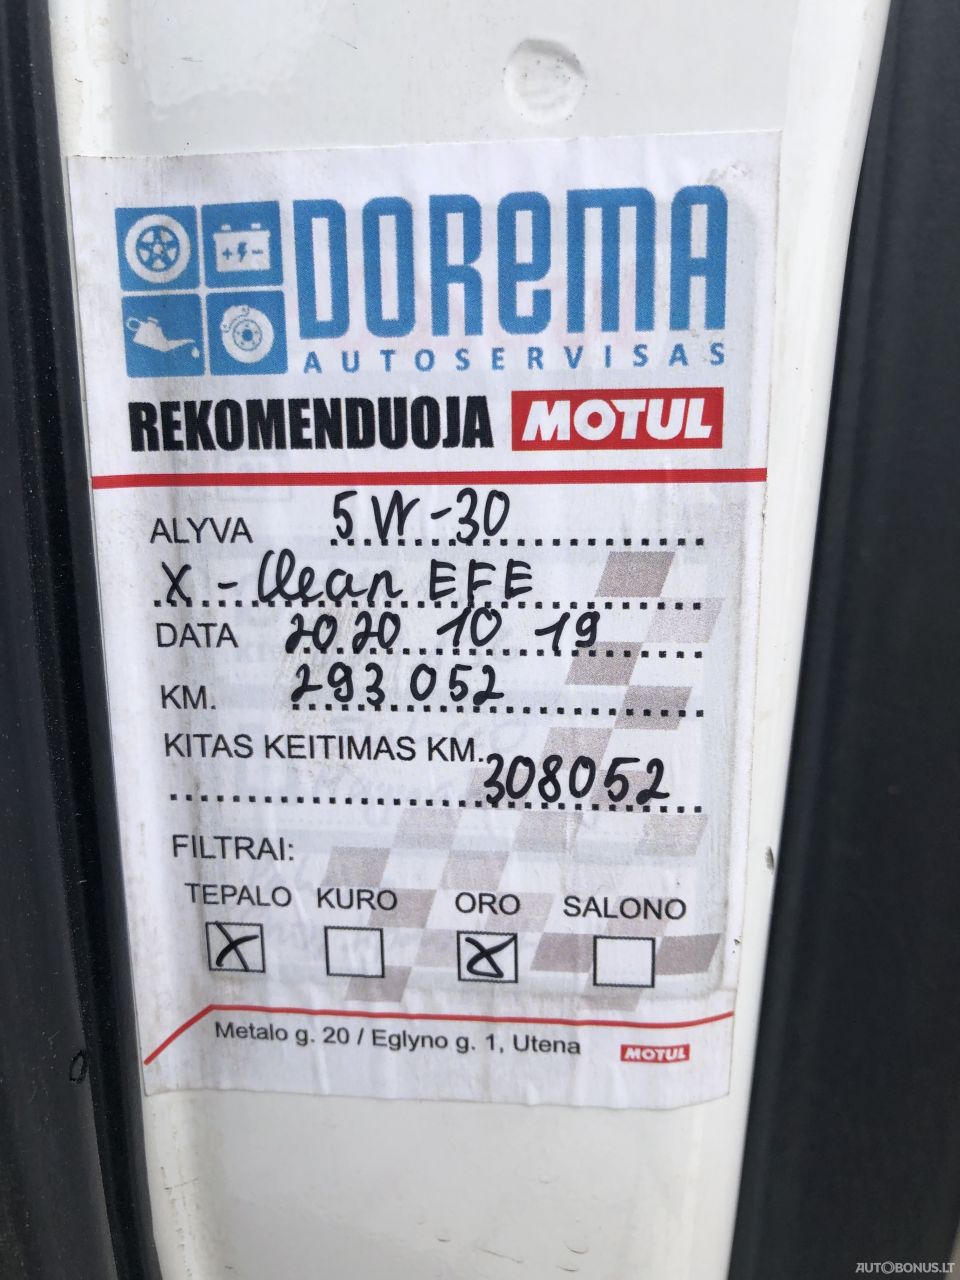 DOREMA
AUTOSERVISAS
REKOMENDUOJA MOTUL
ALYVA 5W-30
X-Clean EFE
DATA 2020 10 19
KM. 293 052
KITAS KEITIMAS KM.
308052
FILTRAI:
TEPALO KURO ORO SALONO
Metalo g. 20 / Eglyno g. 1, Utena MOTUL
AUTOBONUS.LT